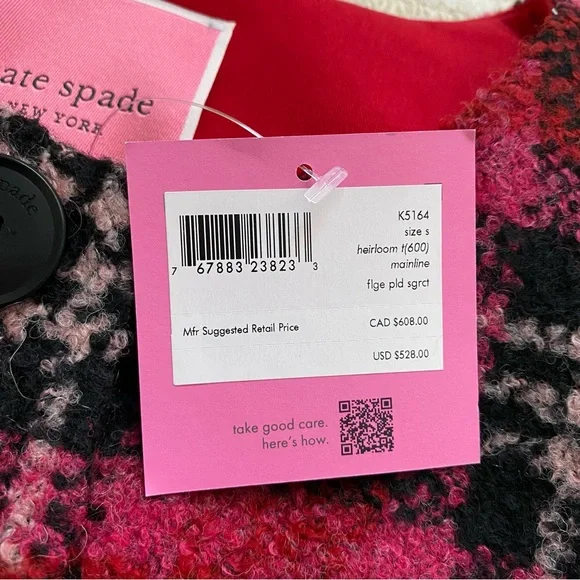 ate spade
NEW YORK
spade
K5164
size s
heirloom t(600)
mainline
flge pld sgrct
7 67883 23823 3
Mfr Suggested Retail Price CAD $608.00
USD $528.00
take good care.
here's how.